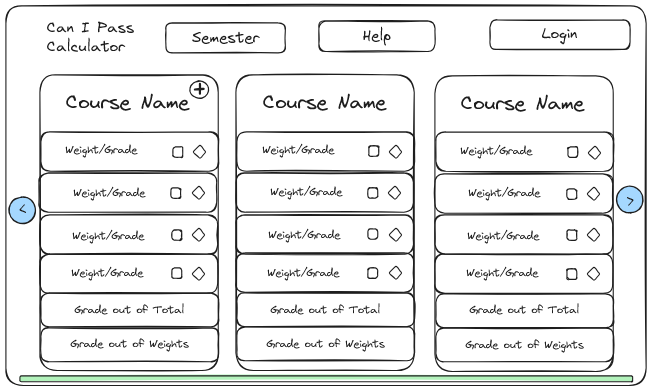 Can I Pass
Calculator
Semester
Help
Login
+
Course Name
Weight/Grade
Weight/Grade
Weight/Grade
Weight/Grade
Grade out of Total
Grade out of Weights
Course Name
Weight/Grade
Weight/Grade
Weight/Grade
Weight/Grade
Grade out of Total
Grade out of Weights
Course Name
Weight/Grade
Weight/Grade
Weight/Grade
Weight/Grade
Grade out of Total
Grade out of Weights
<
>